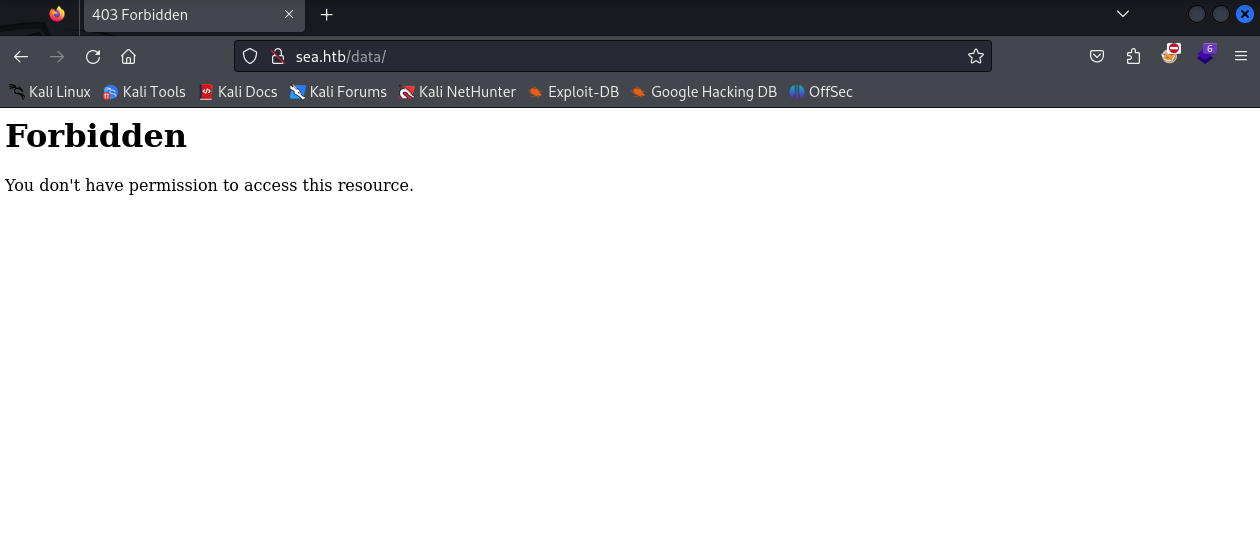 403 Forbidden
sea.htb/data/
6
Kali Linux Kali Tools Kali Docs Kali Forums Kali NetHunter Exploit-DB Google Hacking DB OffSec
Forbidden
You don't have permission to access this resource.